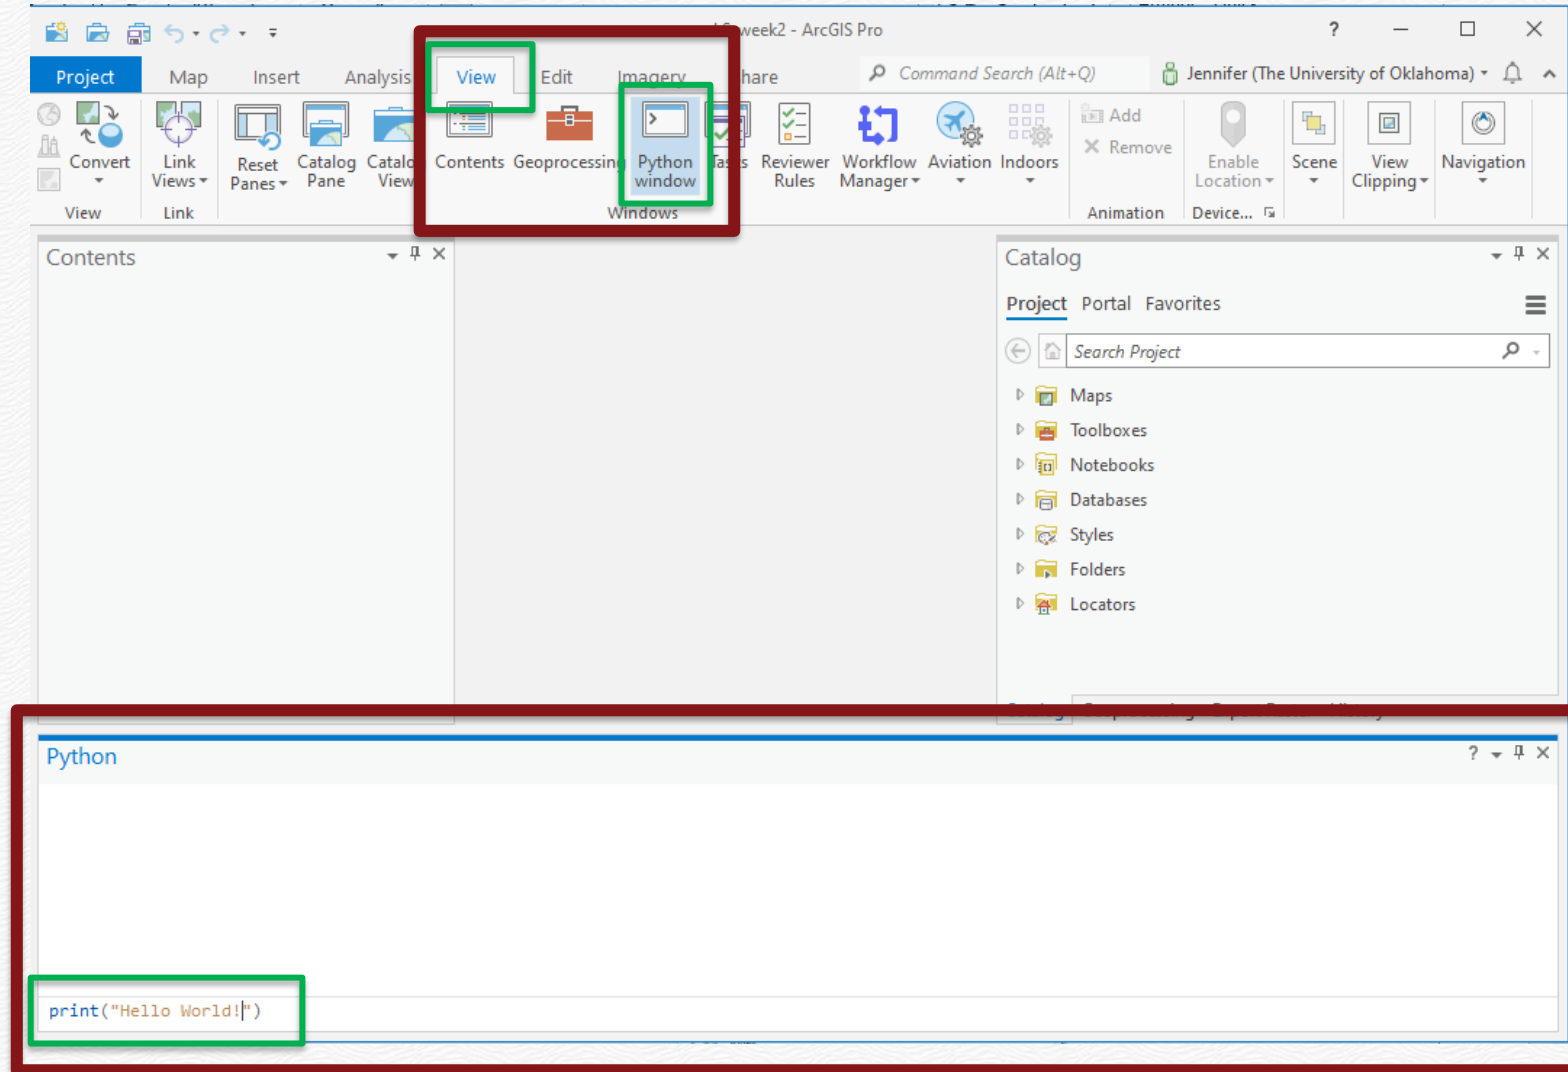 week2 - ArcGIS Pro
?
Project Map Insert Analysis View Edit Imagery hare Command Search (Alt+Q) Jennifer (The University of Oklahoma)
Convert
Link
Views
Reset
Panes
Catalog
Pane
Catalo
View
Contents
Geoprocessing
Python
window
Tasks
Reviewer
Rules
Workflow
Manager
Aviation
Indoors
Add
Remove
Enable
Location
Scene
View
Clipping
Navigation
View Link Windows Animation Device...
Contents
Catalog
Project Portal Favorites
Search Project
Maps
Toolboxes
Notebooks
Databases
Styles
Folders
Locators
Python
?
print("Hello World!")